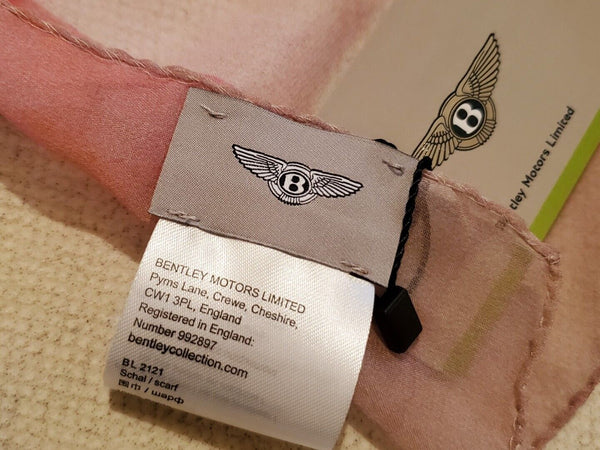 B
B
ntley Motors Limited
BENTLEY MOTORS LIMITED
Pyms Lane, Crewe, Cheshire,
CW1 3PL, England
Registered in England:
Number 992897
bentleycollection.com
BL 2121
Schal / scarf
围巾 / шарф